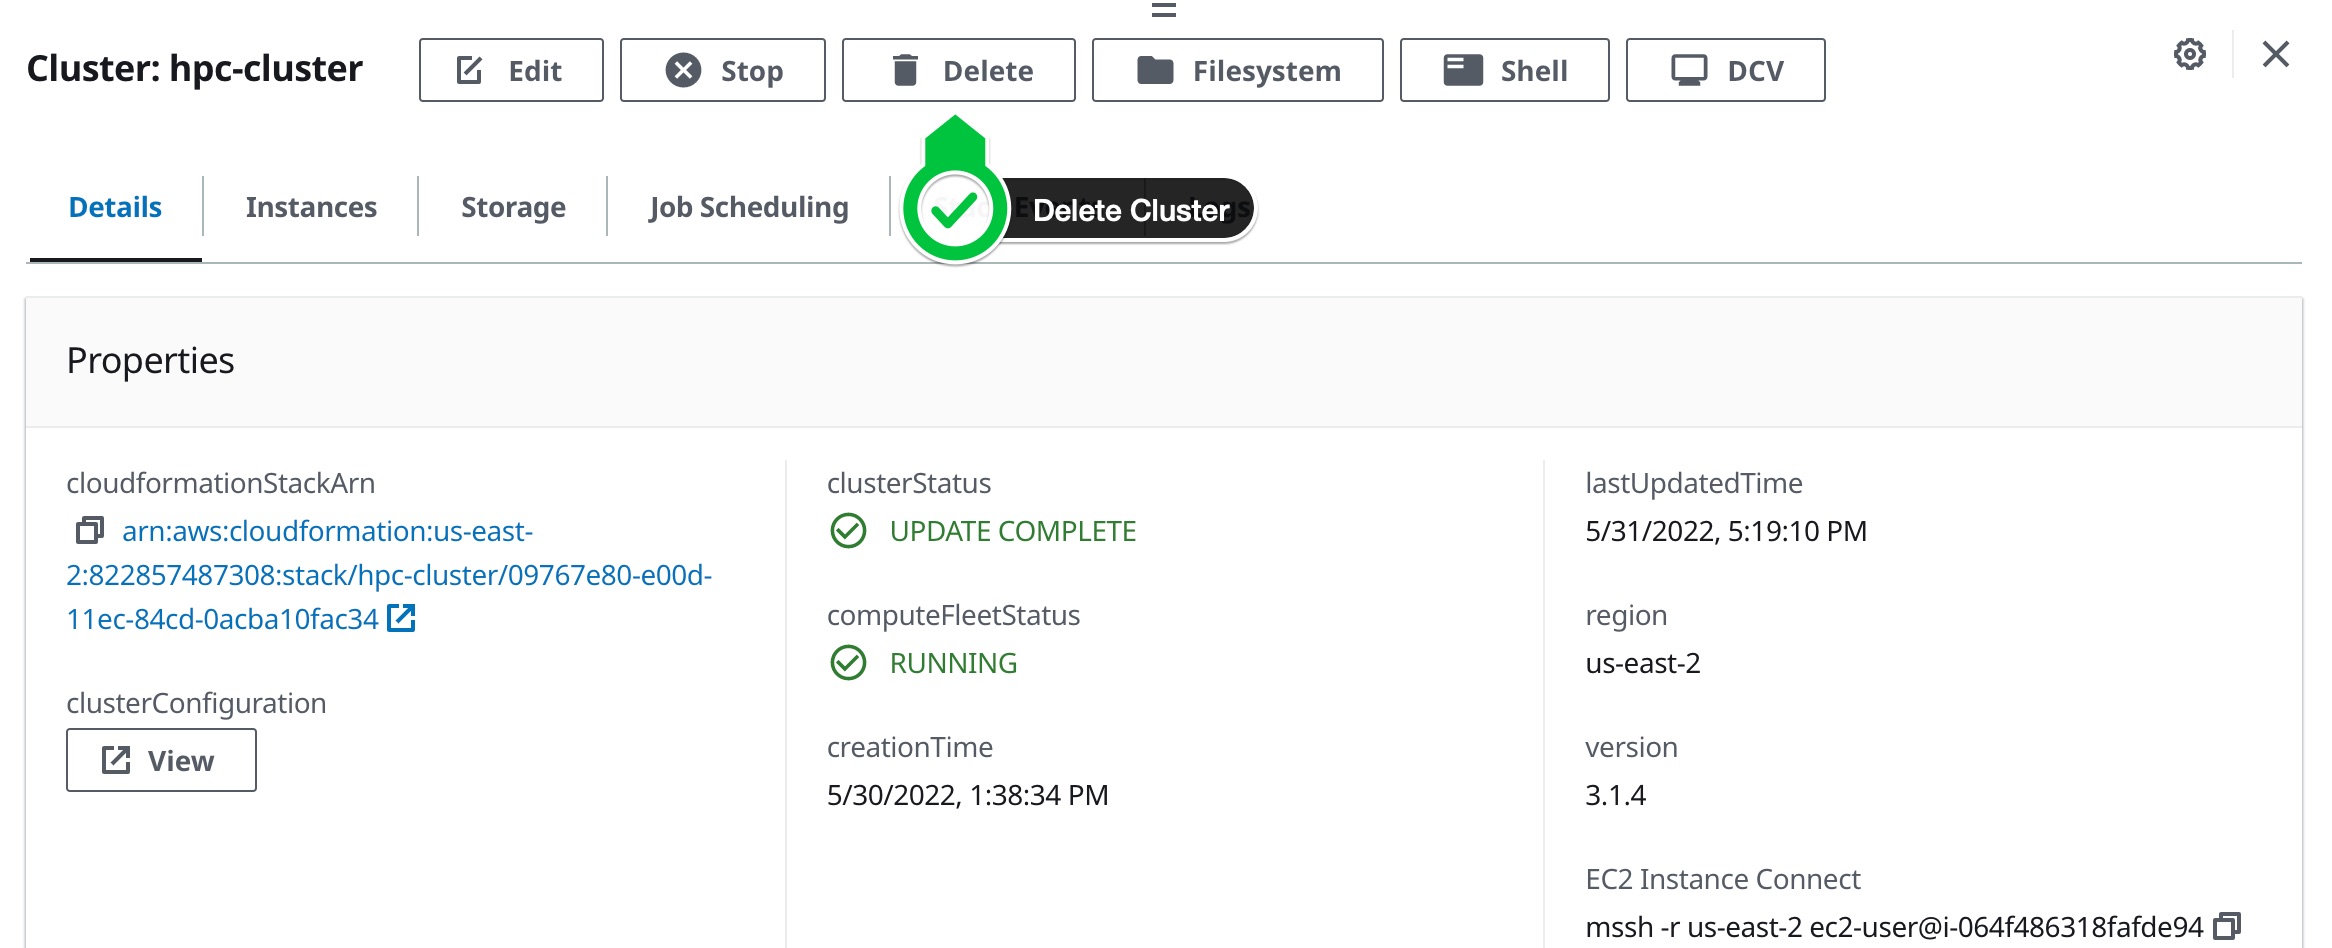 Cluster: hpc-cluster
Edit
Stop
Delete
Filesystem
Shell
DCV
Details
Instances
Storage
Job Scheduling
Delete Cluster
Properties
cloudformationStackArn
arn:aws:cloudformation:us-east-
2:822857487308:stack/hpc-cluster/09767e80-e00d-
11ec-84cd-0acba10fac34
clusterConfiguration
View
clusterStatus
UPDATE COMPLETE
computeFleetStatus
RUNNING
creationTime
5/30/2022, 1:38:34 PM
lastUpdatedTime
5/31/2022, 5:19:10 PM
region
us-east-2
version
3.1.4
EC2 Instance Connect
mssh -r us-east-2 ec2-user@i-064f486318fafde94